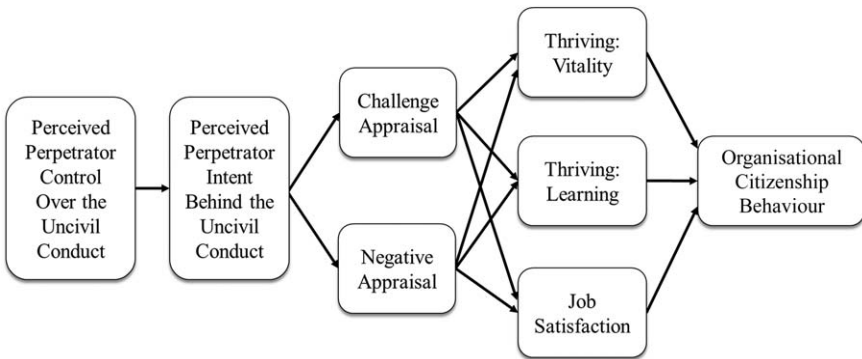 Perceived
Perpetrator
Control
Over the
Uncivil
Conduct
Perceived
Perpetrator
Intent
Behind the
Uncivil
Conduct
Challenge
Appraisal
Negative
Appraisal
Thriving:
Vitality
Thriving:
Learning
Job
Satisfaction
Organisational
Citizenship
Behaviour